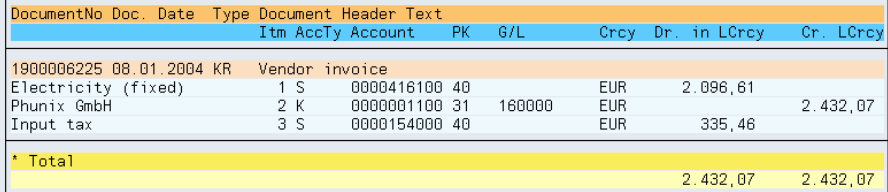 DocumentNo Doc. Date Type Document Header Text
Itm AccTy Account PK G/L Crcy Dr. in LCrcy Cr. LCrcy
1900006225 08.01.2004 KR Vendor invoice
Electricity (fixed) 1 S 0000416100 40 EUR 2.096,61
Phunix GmbH 2 K 0000001100 31 160000 EUR 2.432,07
Input tax 3 S 0000154000 40 EUR 335,46
* Total
2.432,07 2.432,07